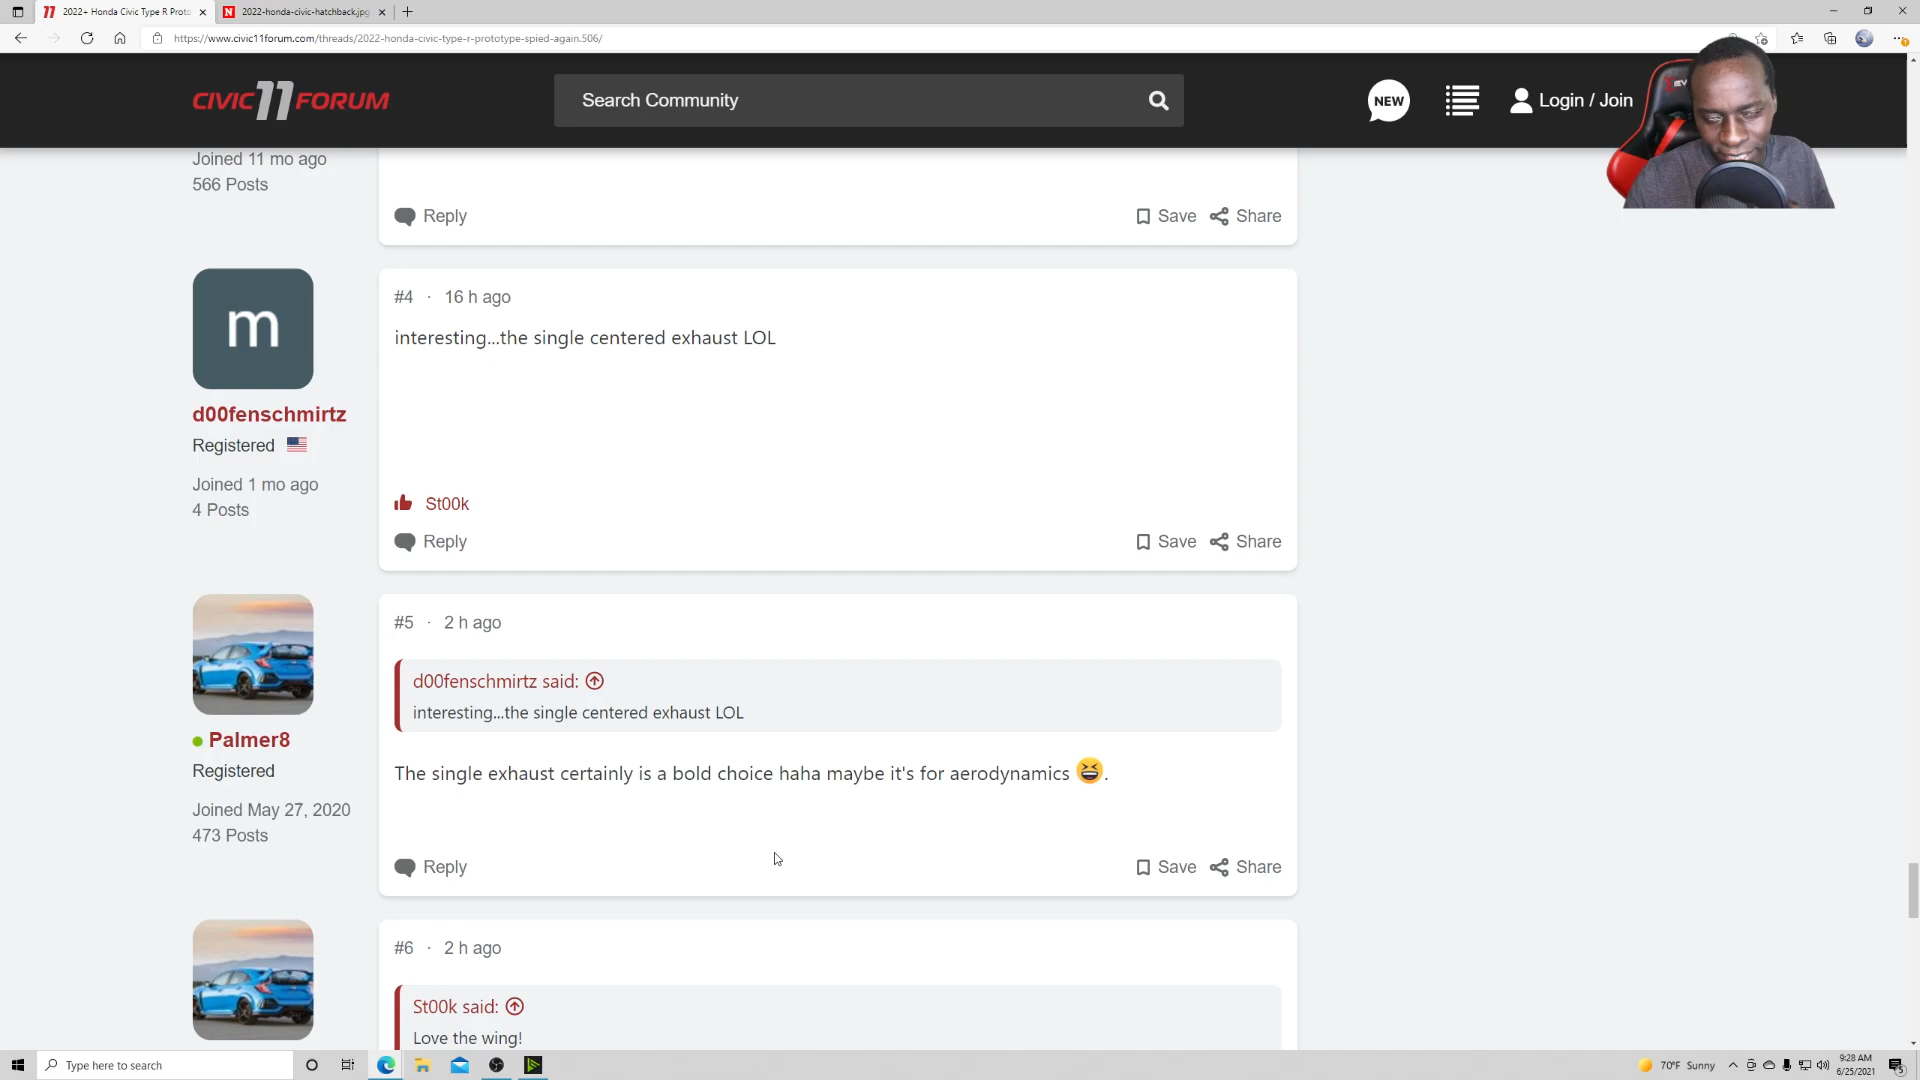 2022+ Honda Civic Type R Proto
2022-honda-civic-hatchback.jpg
https://www.civic11forum.com/threads/2022-honda-civic-type-r-prototype-spied-again.506/
CIVIC 11 FORUM
Search Community
NEW
Login / Join
Joined 11 mo ago
566 Posts
Reply
Save
Share
m
d00fenschmirtz
Registered
Joined 1 mo ago
4 Posts
#4 · 16 h ago
interesting...the single centered exhaust LOL
St00k
Reply
Save
Share
Palmer8
Registered
Joined May 27, 2020
473 Posts
#5 · 2 h ago
d00fenschmirtz said:
interesting...the single centered exhaust LOL
The single exhaust certainly is a bold choice haha maybe it's for aerodynamics 😆.
Reply
Save
Share
#6 · 2 h ago
St00k said:
Love the wing!
Type here to search
70°F Sunny
9:28 AM
6/25/2021